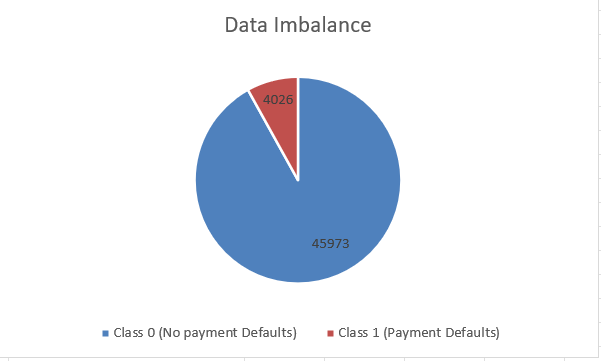 Data Imbalance
4026
45973
Class 0 (No payment Defaults)
Class 1 (Payment Defaults)